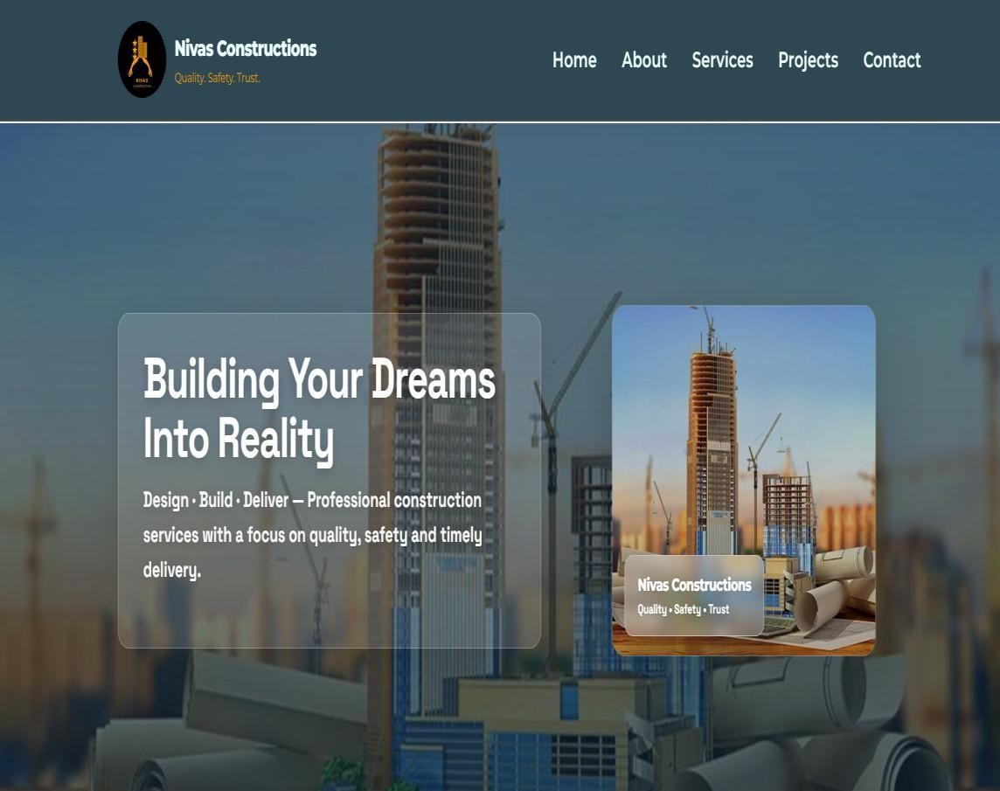 NIVAS
CONSTRUCTION
Nivas Constructions
Quality. Safety. Trust.
Home About Services Projects Contact
Building Your Dreams
Into Reality
Design • Build • Deliver — Professional construction
services with a focus on quality, safety and timely
delivery.
Nivas Constructions
Quality • Safety • Trust